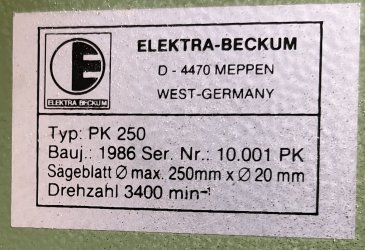 ELEKTRA-BECKUM
D - 4470 MEPPEN
WEST-GERMANY
E
ELEKTRA BECKUM
Typ: PK 250
Bauj.: 1986 Ser. Nr.: 10.001 PK
Sägeblatt Ø max. 250mm x Ø 20 mm
Drehzahl 3400 min⁻¹